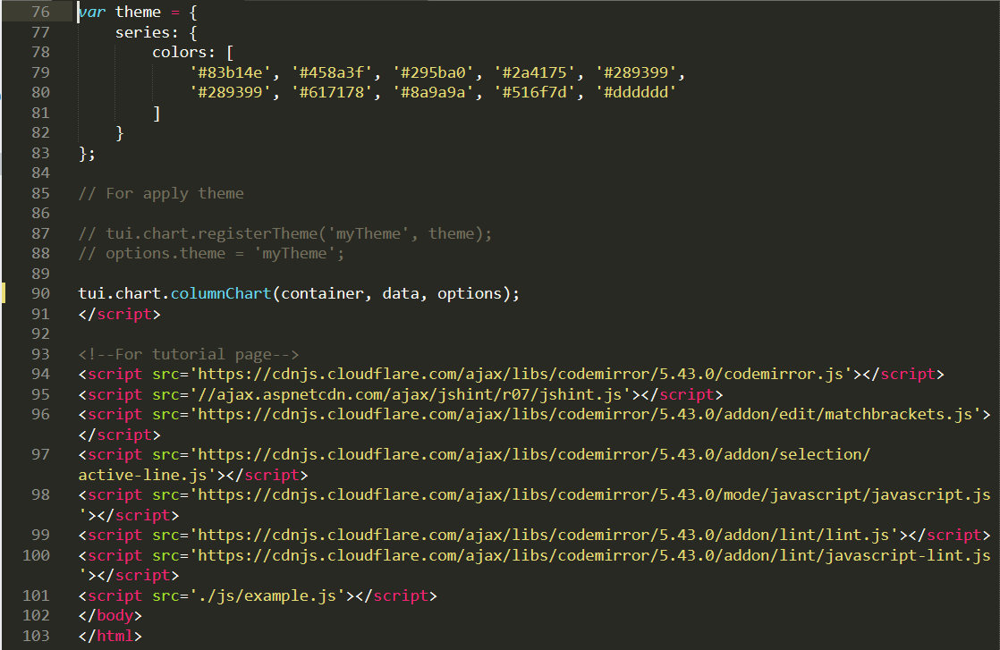 76 var theme = {
77 series: {
78 colors: [
79 '#83b14e', '#458a3f', '#295ba0', '#2a4175', '#289399',
80 '#289399', '#617178', '#8a9a9a', '#516f7d', '#dddddd'
81 ]
82 }
83 };
84
85 // For apply theme
86
87 // tui.chart.registerTheme('myTheme', theme);
88 // options.theme = 'myTheme';
89
90 tui.chart.columnChart(container, data, options);
91 </script>
92
93 <!--For tutorial page-->
94 <script src='https://cdnjs.cloudflare.com/ajax/libs/codemirror/5.43.0/codemirror.js'></script>
95 <script src='//ajax.aspnetcdn.com/ajax/jshint/r07/jshint.js'></script>
96 <script src='https://cdnjs.cloudflare.com/ajax/libs/codemirror/5.43.0/addon/edit/matchbrackets.js'>
</script>
97 <script src='https://cdnjs.cloudflare.com/ajax/libs/codemirror/5.43.0/addon/selection/
active-line.js'></script>
98 <script src='https://cdnjs.cloudflare.com/ajax/libs/codemirror/5.43.0/mode/javascript/javascript.js
'></script>
99 <script src='https://cdnjs.cloudflare.com/ajax/libs/codemirror/5.43.0/addon/lint/lint.js'></script>
100 <script src='https://cdnjs.cloudflare.com/ajax/libs/codemirror/5.43.0/addon/lint/javascript-lint.js
'></script>
101 <script src='./js/example.js'></script>
102 </body>
103 </html>